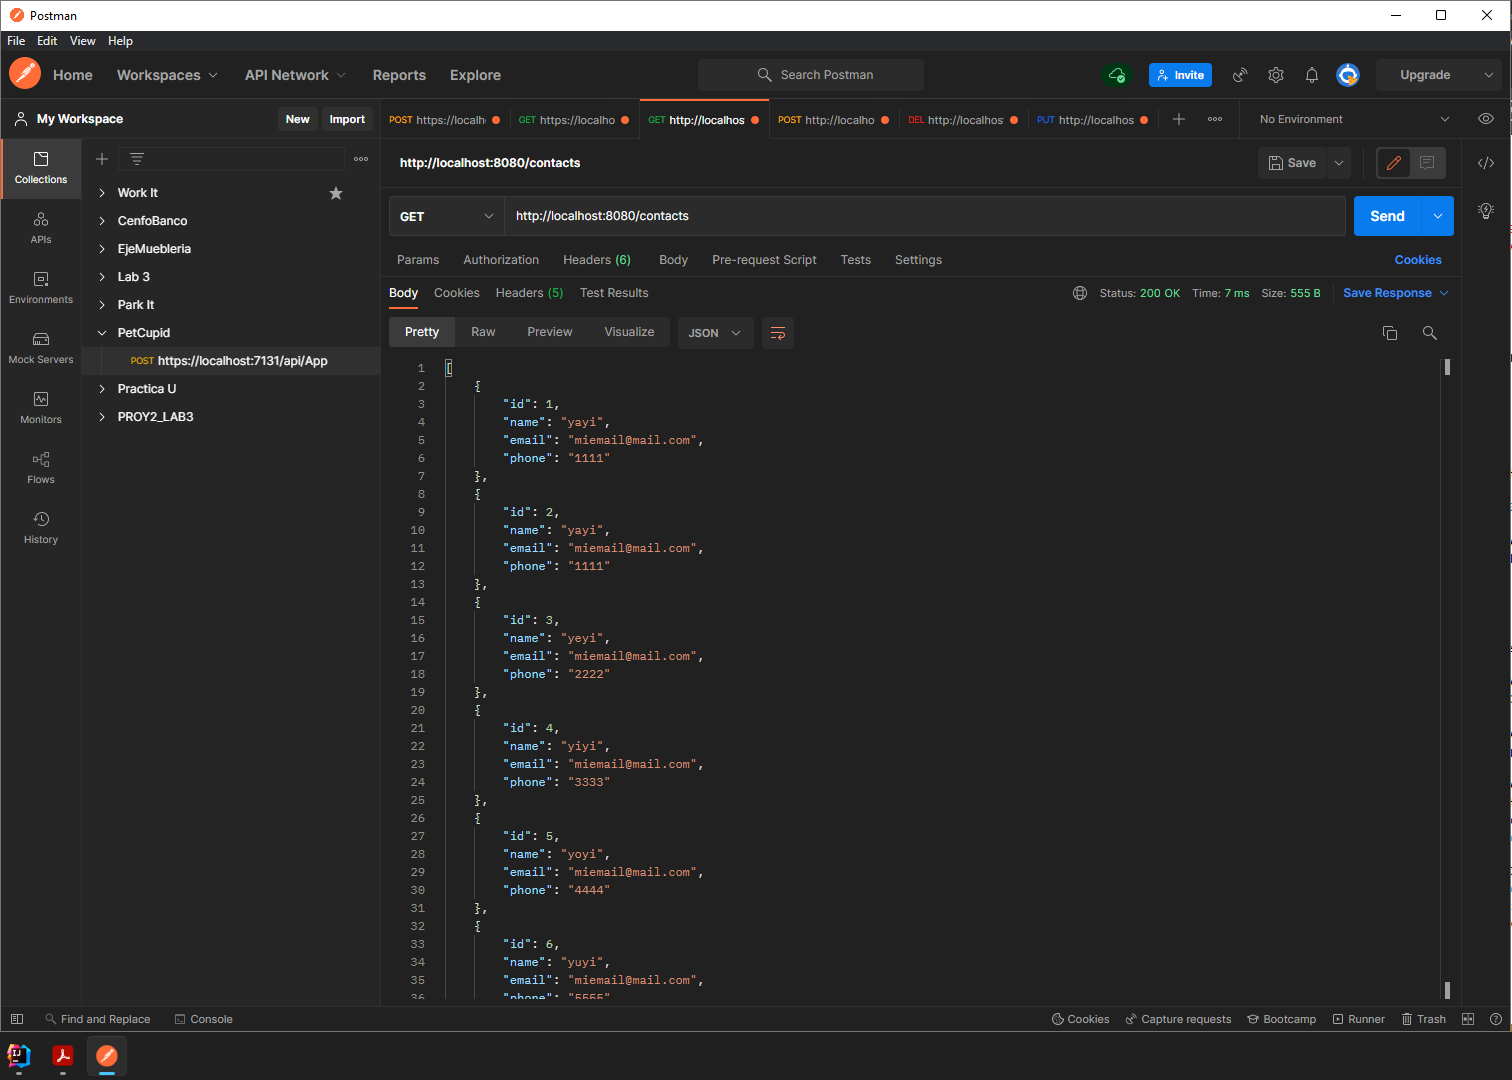 Postman
File Edit View Help
Home Workspaces API Network Reports Explore Search Postman Invite Upgrade
My Workspace New Import
POST https://localh GET https://localho GET http://localhos POST http://localho DEL http://localhos PUT http://localhos No Environment
http://localhost:8080/contacts Save
GET http://localhost:8080/contacts Send
Params Authorization Headers (6) Body Pre-request Script Tests Settings Cookies
Body Cookies Headers (5) Test Results Status: 200 OK Time: 7 ms Size: 555 B Save Response
Pretty Raw Preview Visualize JSON
Collections
APIs
Environments
Mock Servers
Monitors
Flows
History
Work It
CenfoBanco
EjeMuebleria
Lab 3
Park It
PetCupid
POST https://localhost:7131/api/App
Practica U
PROY2_LAB3
1 [
2 {
3 "id": 1,
4 "name": "yayi",
5 "email": "miemail@mail.com",
6 "phone": "1111"
7 },
8 {
9 "id": 2,
10 "name": "yayi",
11 "email": "miemail@mail.com",
12 "phone": "1111"
13 },
14 {
15 "id": 3,
16 "name": "yeyi",
17 "email": "miemail@mail.com",
18 "phone": "2222"
19 },
20 {
21 "id": 4,
22 "name": "yiyi",
23 "email": "miemail@mail.com",
24 "phone": "3333"
25 },
26 {
27 "id": 5,
28 "name": "yoyi",
29 "email": "miemail@mail.com",
30 "phone": "4444"
31 },
32 {
33 "id": 6,
34 "name": "yuyi",
35 "email": "miemail@mail.com",
36 "phone": "5555"
Find and Replace Console Cookies Capture requests Bootcamp Runner Trash
IJ